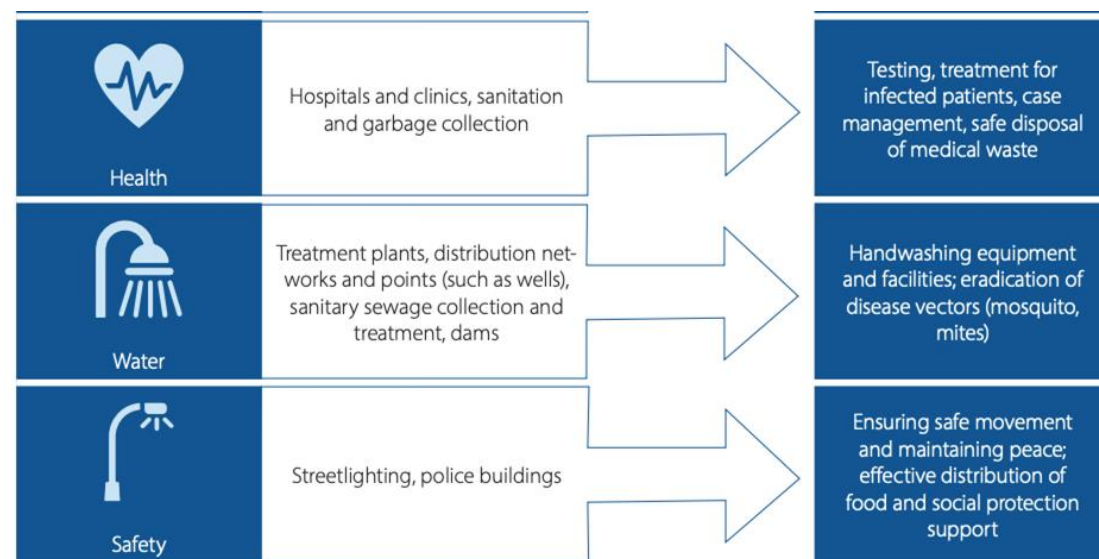 Health
Hospitals and clinics, sanitation
and garbage collection
Testing, treatment for
infected patients, case
management, safe disposal
of medical waste
Water
Treatment plants, distribution net-
works and points (such as wells),
sanitary sewage collection and
treatment, dams
Handwashing equipment
and facilities; eradication of
disease vectors (mosquito,
mites)
Safety
Streetlighting, police buildings
Ensuring safe movement
and maintaining peace;
effective distribution of
food and social protection
support